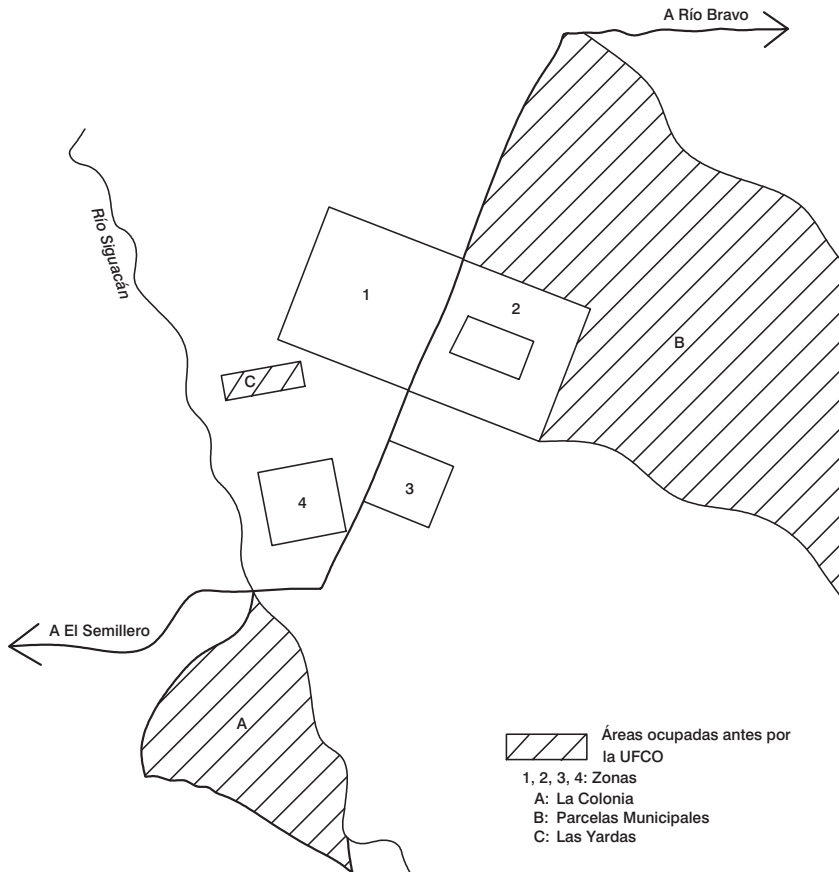 A Río Bravo
Río Siguacán
1
2
B
C
4
3
A El Semillero
A
Áreas ocupadas antes por
la UFCO
1, 2, 3, 4: Zonas
A: La Colonia
B: Parcelas Municipales
C: Las Yardas